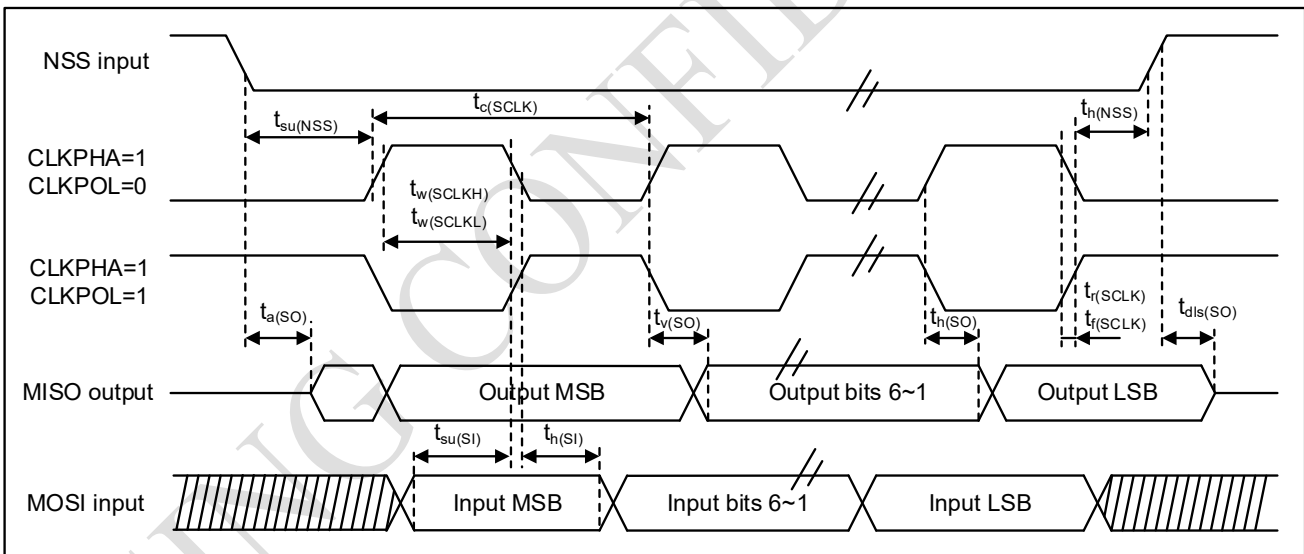 NSS input
t_su(NSS)
t_c(SCLK)
t_h(NSS)
CLKPHA=1
CLKPOL=0
t_w(SCLKH)
t_w(SCLKL)
CLKPHA=1
CLKPOL=1
t_a(SO)
t_v(SO)
t_h(SO)
t_r(SCLK)
t_f(SCLK)
t_dis(SO)
MISO output
Output MSB
Output bits 6~1
Output LSB
t_su(SI)
t_h(SI)
MOSI input
Input MSB
Input bits 6~1
Input LSB